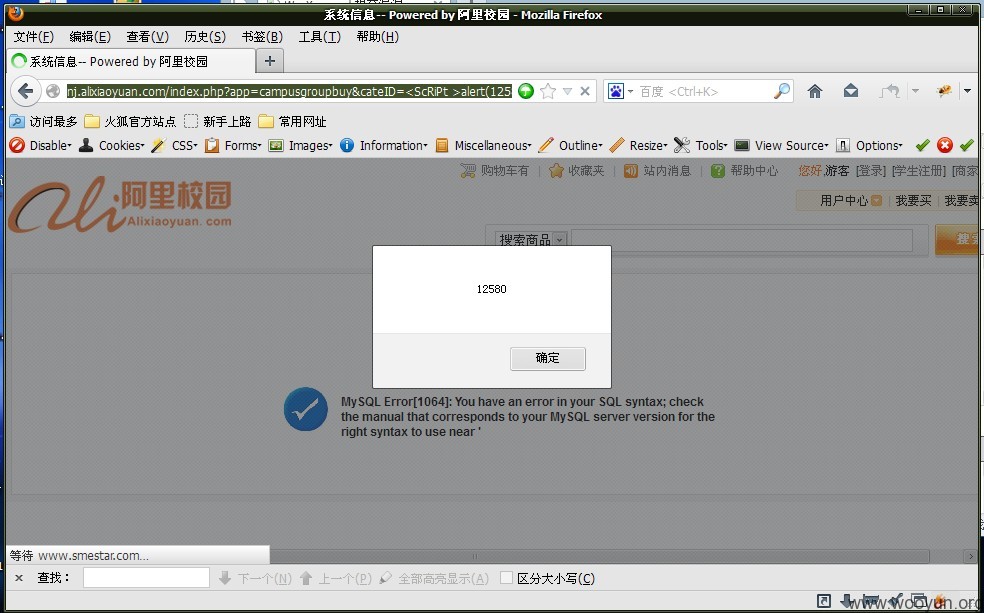 系统信息-- Powered by 阿里校园 - Mozilla Firefox
文件(F) 编辑(E) 查看(V) 历史(S) 书签(B) 工具(T) 帮助(H)
系统信息-- Powered by 阿里校园
nj.alixiaoyuan.com/index.php?app=campusgroupbuy&cateID=<ScRiPt >alert(125
百度 <Ctrl+K>
访问最多 火狐官方站点 新手上路 常用网址
Disable Cookies CSS Forms Images Information Miscellaneous Outline Resize Tools View Source Options
购物车有 收藏夹 站内消息 帮助中心 您好,游客 [登录] [学生注册] [商家
用户中心 我要买 我要卖
ali阿里校园
Alixiaoyuan.com
搜索商品
搜索
12580
确定
MySQL Error[1064]: You have an error in your SQL syntax; check
the manual that corresponds to your MySQL server version for the
right syntax to use near '
等待 www.smestar.com...
查找： 下一个(N) 上一个(P) 全部高亮显示(A) 区分大小写(C)
www.wooyun.org